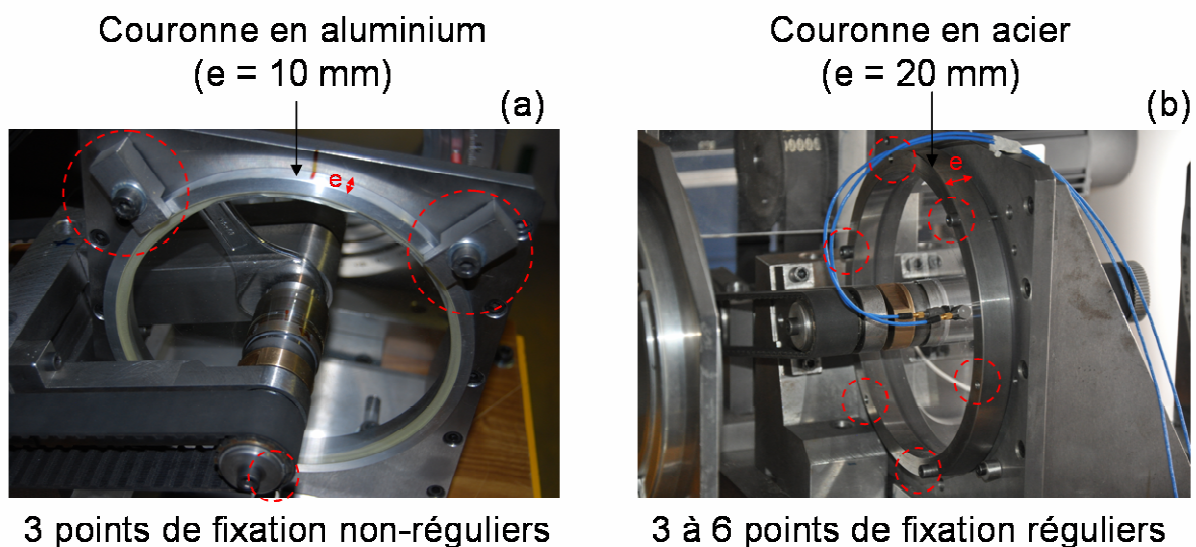 Couronne en aluminium
(e = 10 mm)
(a)
e
3 points de fixation non-réguliers
Couronne en acier
(e = 20 mm)
(b)
e
3 à 6 points de fixation réguliers